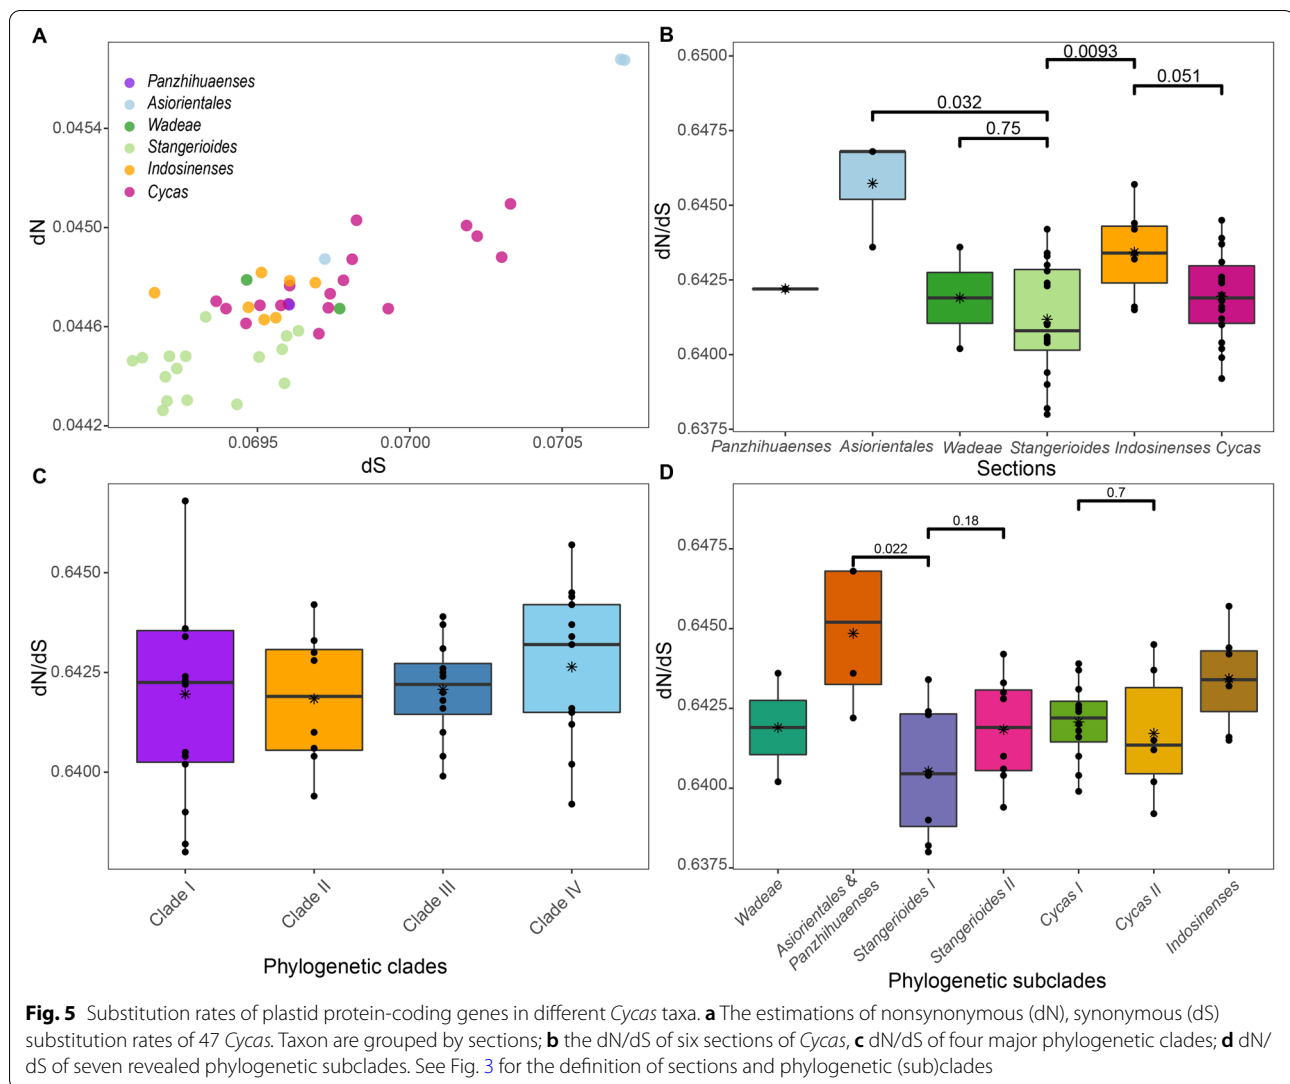 A
dN
0.0454
0.0450
0.0446
0.0442
Panzhihuaenses
Asiorientales
Wadeae
Stangerioides
Indosinenses
Cycas
0.0695
0.0700
0.0705
dS
B
dN/dS
0.6500
0.6475
0.6450
0.6425
0.6400
0.6375
0.0093
0.051
0.032
0.75
Panzhihuaenses
Asiorientales
Wadeae
Stangerioides
Indosinenses
Cycas
Sections
C
dN/dS
0.6450
0.6425
0.6400
Clade I
Clade II
Clade III
Clade IV
Phylogenetic clades
D
dN/dS
0.6475
0.6450
0.6425
0.6400
0.6375
0.7
0.18
0.022
Wadeae
Asiorientales &
Panzhihuaenses
Stangerioides I
Stangerioides II
Cycas I
Cycas II
Indosinenses
Phylogenetic subclades
Fig. 5 Substitution rates of plastid protein-coding genes in different Cycas taxa. a The estimations of nonsynonymous (dN), synonymous (dS)
substitution rates of 47 Cycas. Taxon are grouped by sections; b the dN/dS of six sections of Cycas, c dN/dS of four major phylogenetic clades; d dN/
dS of seven revealed phylogenetic subclades. See Fig. 3 for the definition of sections and phylogenetic (sub)clades